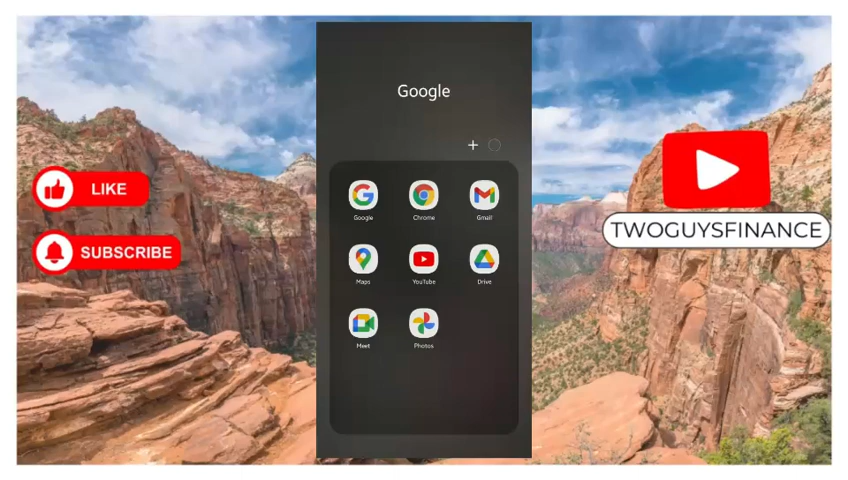 Google
LIKE
SUBSCRIBE
TWOGUYSFINANCE
Google Chrome Gmail
Maps YouTube Drive
Meet Photos